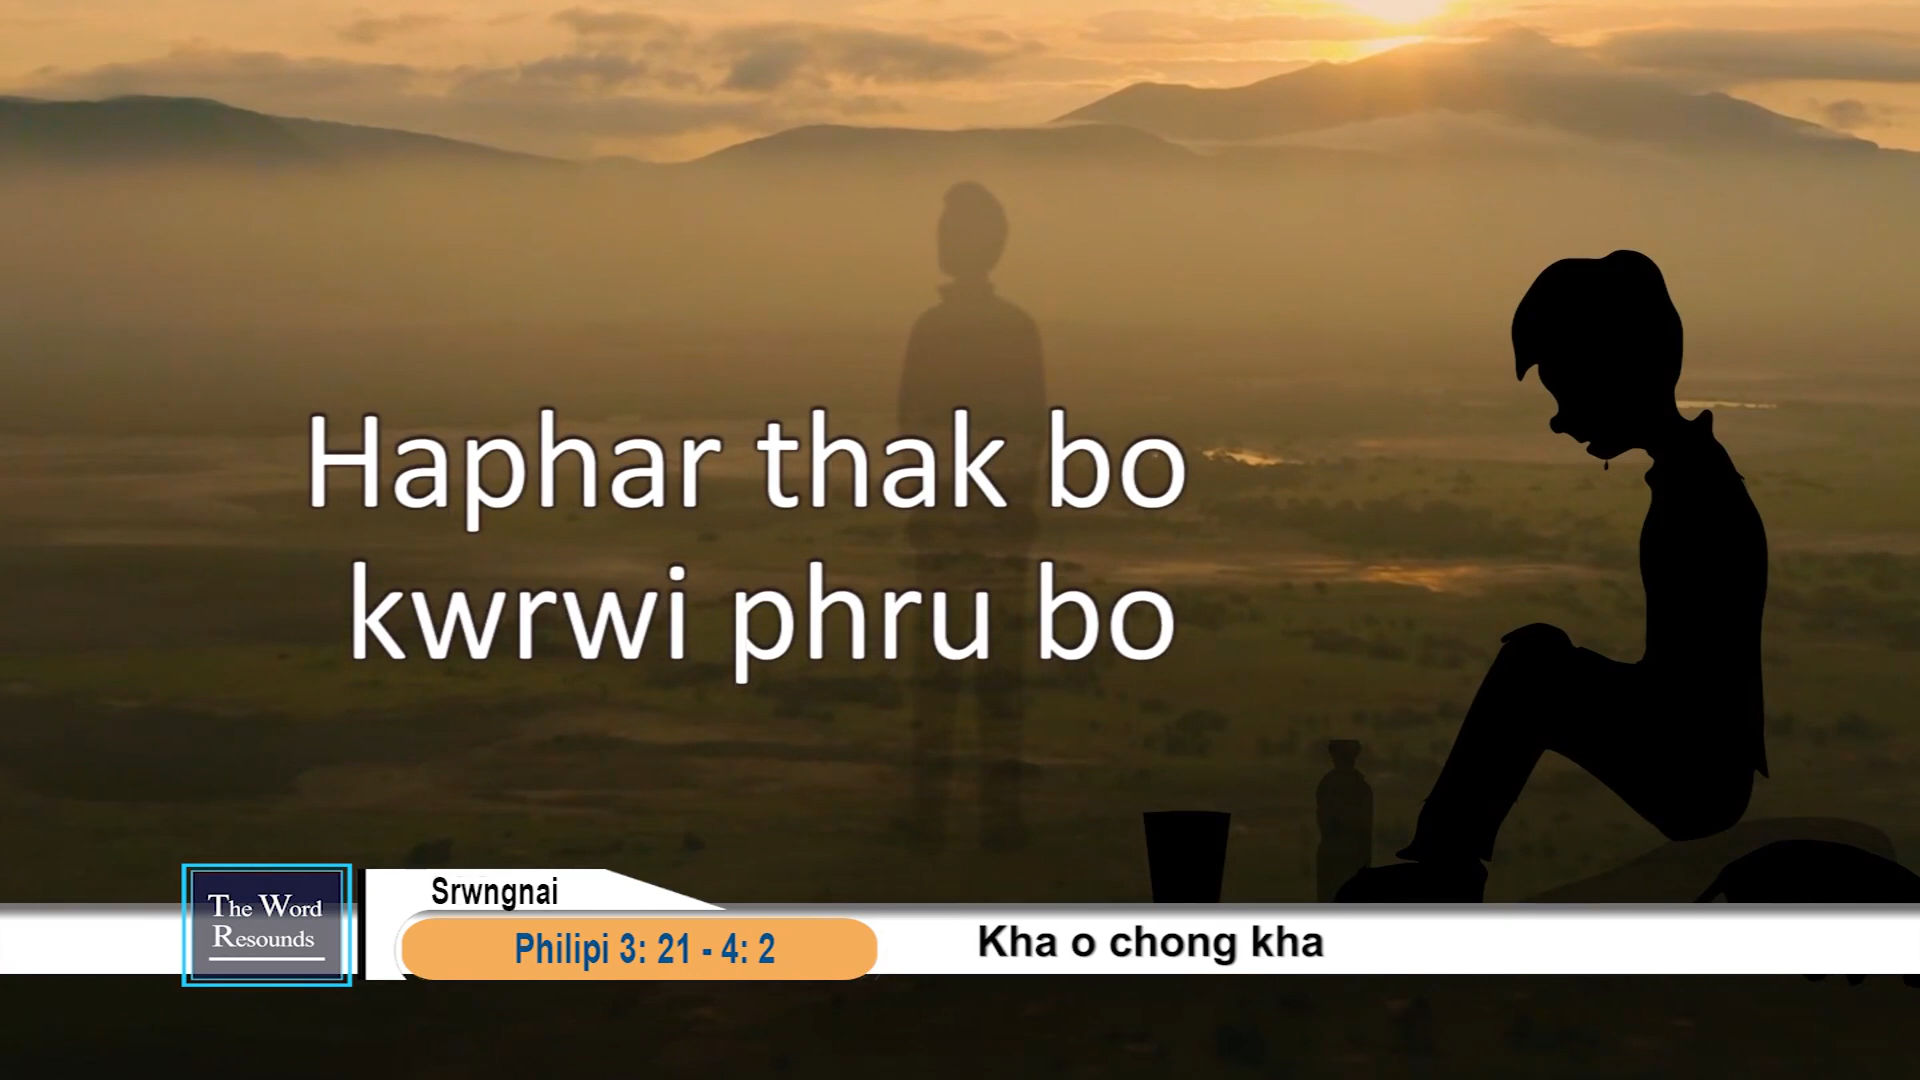 Haphar thak bo
kwrwi phru bo
The Word
Resounds
Srwngnai
Philipi 3: 21 - 4: 2
Kha o chong kha